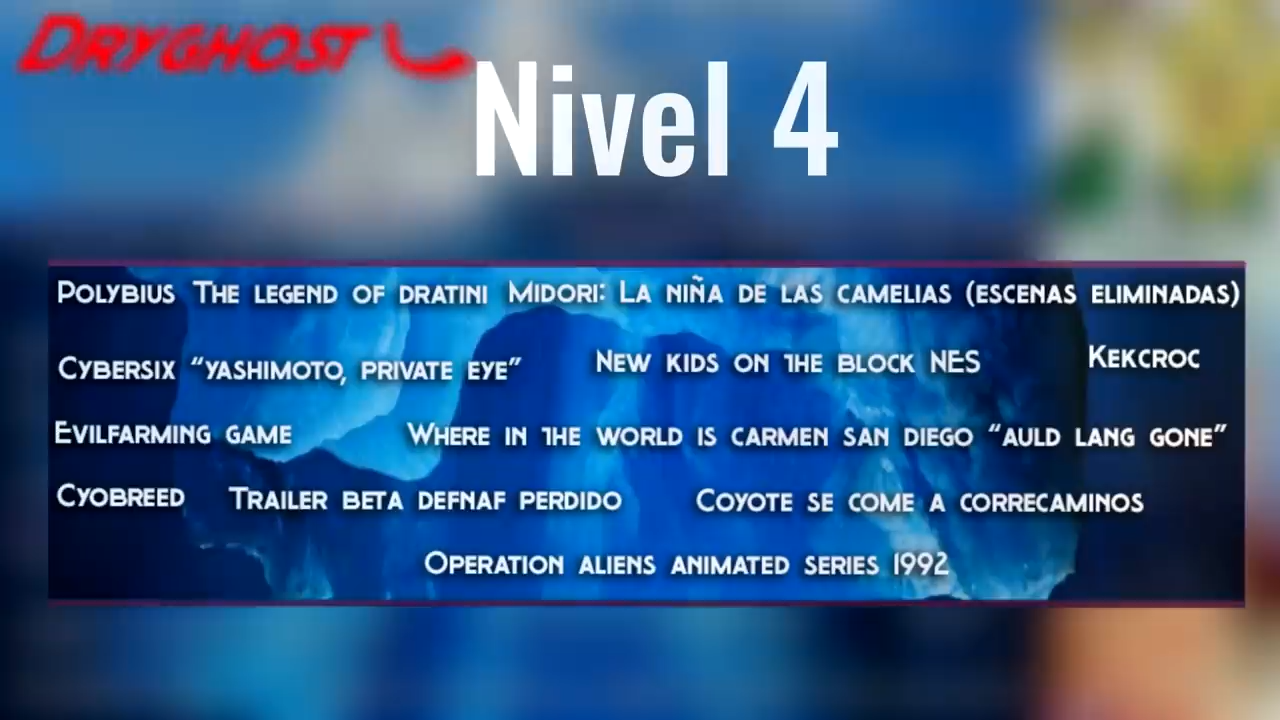 DRYGHOST
Nivel 4
POLYBIUS THE LEGEND OF DRATINI MIDORI: LA NIÑA DE LAS CAMELIAS (ESCENAS ELIMINADAS)
CYBERSIX “YASHIMOTO, PRIVATE EYE” NEW KIDS ON THE BLOCK NES KEKCROC
EVILFARMING GAME WHERE IN THE WORLD IS CARMEN SAN DIEGO “AULD LANG GONE”
CYOBREED TRAILER BETA DEFNAF PERDIDO COYOTE SE COME A CORRECAMINOS
OPERATION ALIENS ANIMATED SERIES 1992